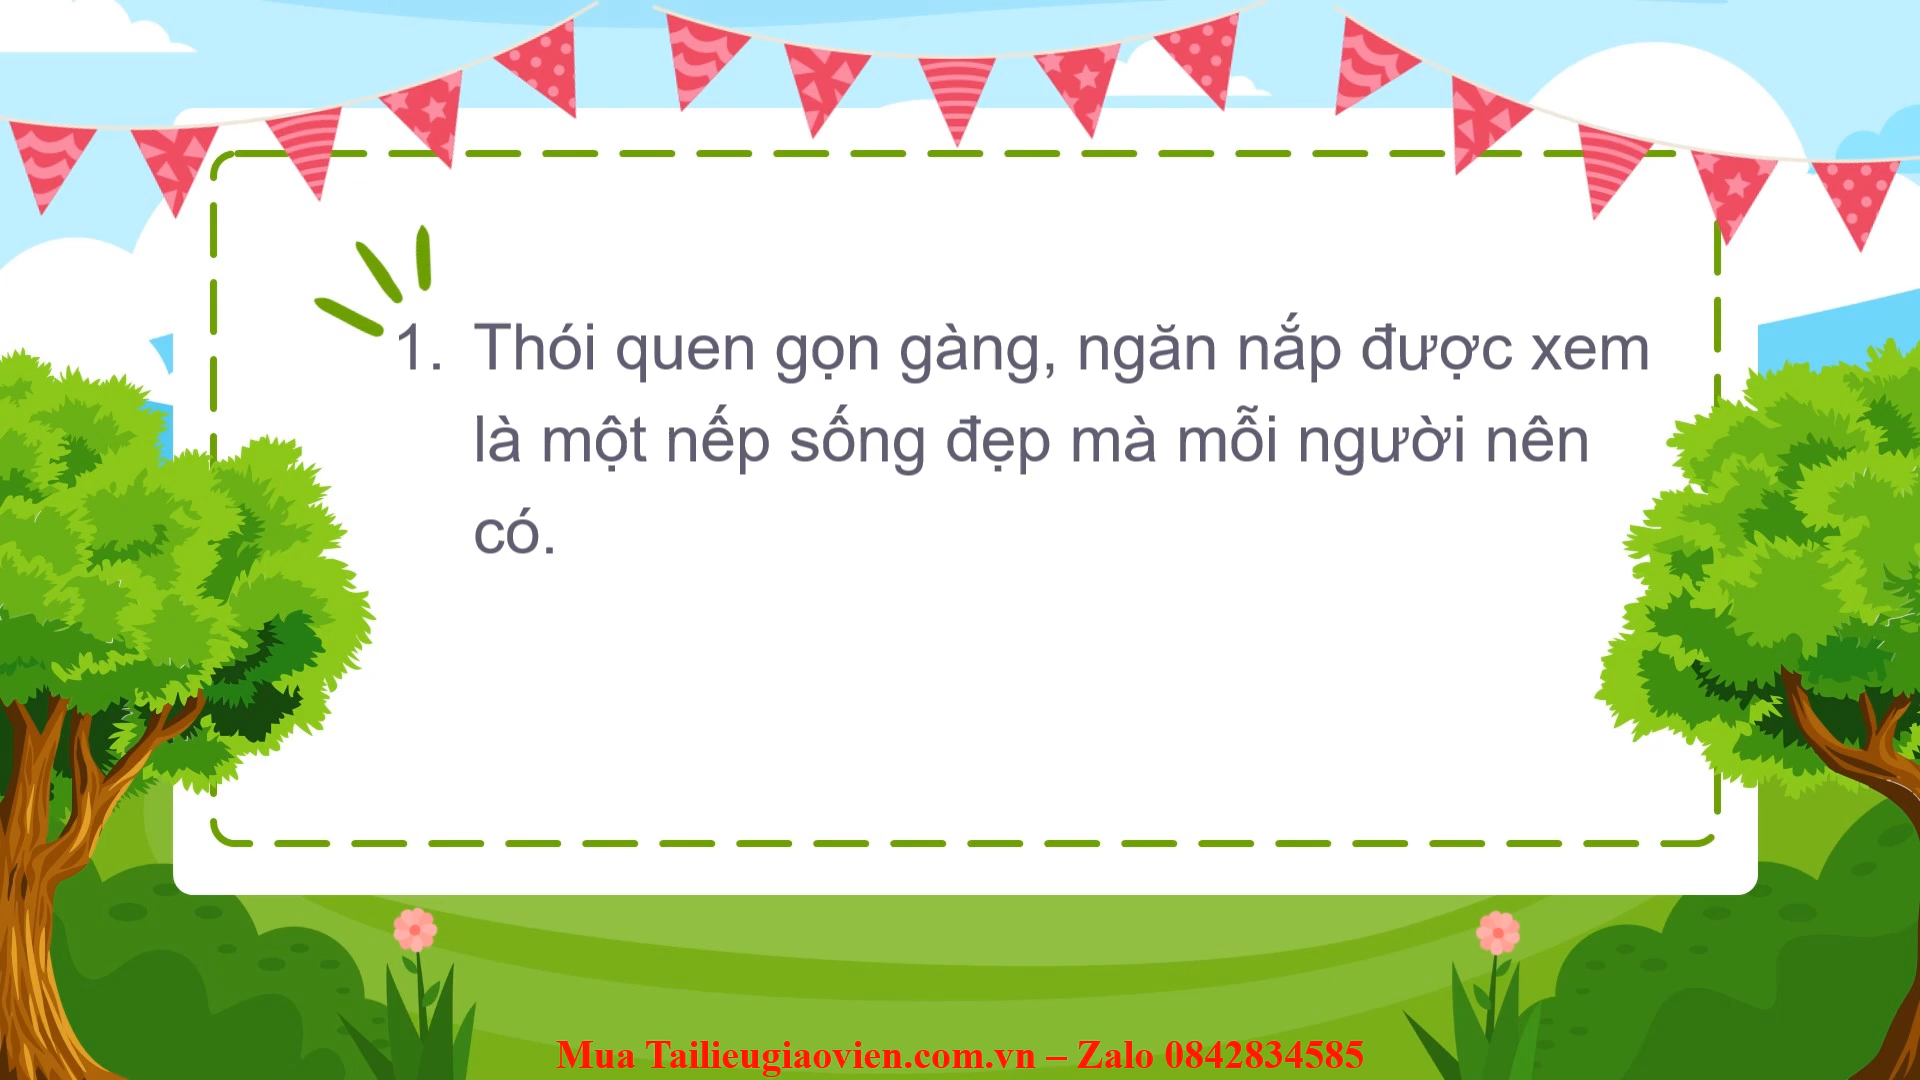 1. Thói quen gọn gàng, ngăn nắp được xem
là một nếp sống đẹp mà mỗi người nên
có.
Mua Tailieugiaovien.com.vn – Zalo 0842834585